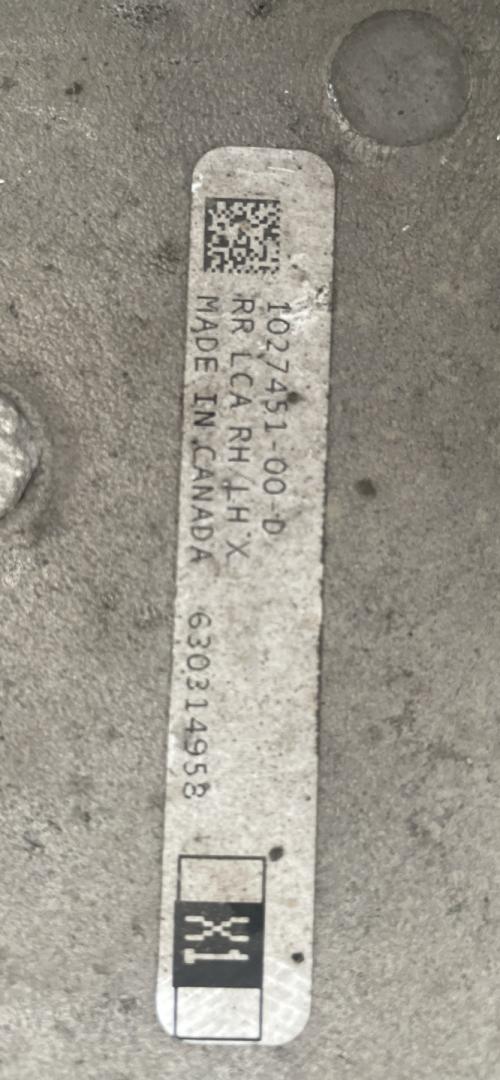 1027451-00-D
RR LCA RH/LH X
MADE IN CANADA 630314958
X1